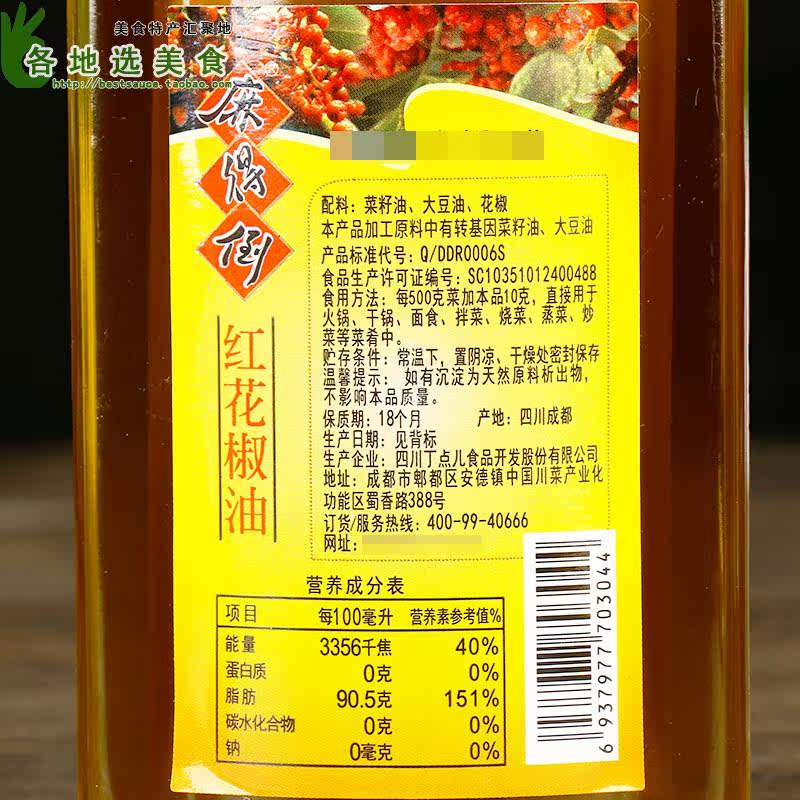 美食特产汇聚地
各地选美食
http://bestsauce.taobao.com
麻得倒
红花椒油
配料：菜籽油、大豆油、花椒
本产品加工原料中有转基因菜籽油、大豆油
产品标准代号：Q/DDR0006S
食品生产许可证编号：SC10351012400488
食用方法：每500克菜加本品10克，直接用于
火锅、干锅、面食、拌菜、烧菜、蒸菜、炒
菜等菜肴中。
贮存条件：常温下，置阴凉、干燥处密封保存
温馨提示： 如有沉淀为天然原料析出物，
不影响本品质量。
保质期：18个月 产地：四川成都
生产日期：见背标
生产企业：四川丁点儿食品开发股份有限公司
地址：成都市郫都区安德镇中国川菜产业化
功能区蜀香路388号
订货/服务热线：400-99-40666
网址：
营养成分表
项目 每100毫升 营养素参考值%
能量 3356千焦 40%
蛋白质 0克 0%
脂肪 90.5克 151%
碳水化合物 0克 0%
钠 0毫克 0%
6937977703044